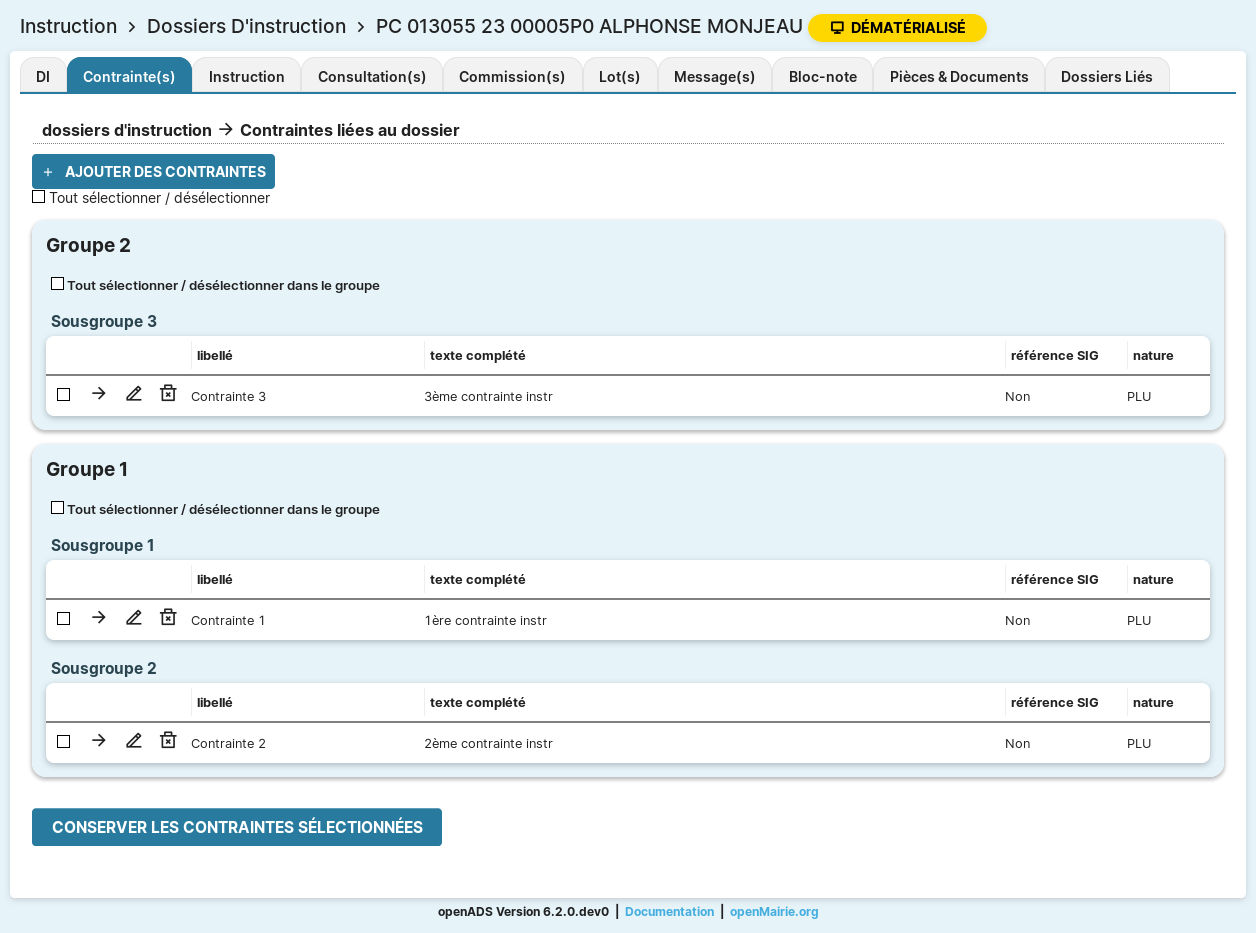 Instruction > Dossiers D'instruction > PC 013055 23 00005P0 ALPHONSE MONJEAU DÉMATÉRIALISÉ
DI Contrainte(s) Instruction Consultation(s) Commission(s) Lot(s) Message(s) Bloc-note Pièces & Documents Dossiers Liés
dossiers d'instruction → Contraintes liées au dossier
+ AJOUTER DES CONTRAINTES
Tout sélectionner / désélectionner
Groupe 2
Tout sélectionner / désélectionner dans le groupe
Sousgroupe 3
libellé texte complété référence SIG nature
Contrainte 3 3ème contrainte instr Non PLU
Groupe 1
Tout sélectionner / désélectionner dans le groupe
Sousgroupe 1
libellé texte complété référence SIG nature
Contrainte 1 1ère contrainte instr Non PLU
Sousgroupe 2
libellé texte complété référence SIG nature
Contrainte 2 2ème contrainte instr Non PLU
CONSERVER LES CONTRAINTES SÉLECTIONNÉES
openADS Version 6.2.0.dev0 | Documentation | openMairie.org